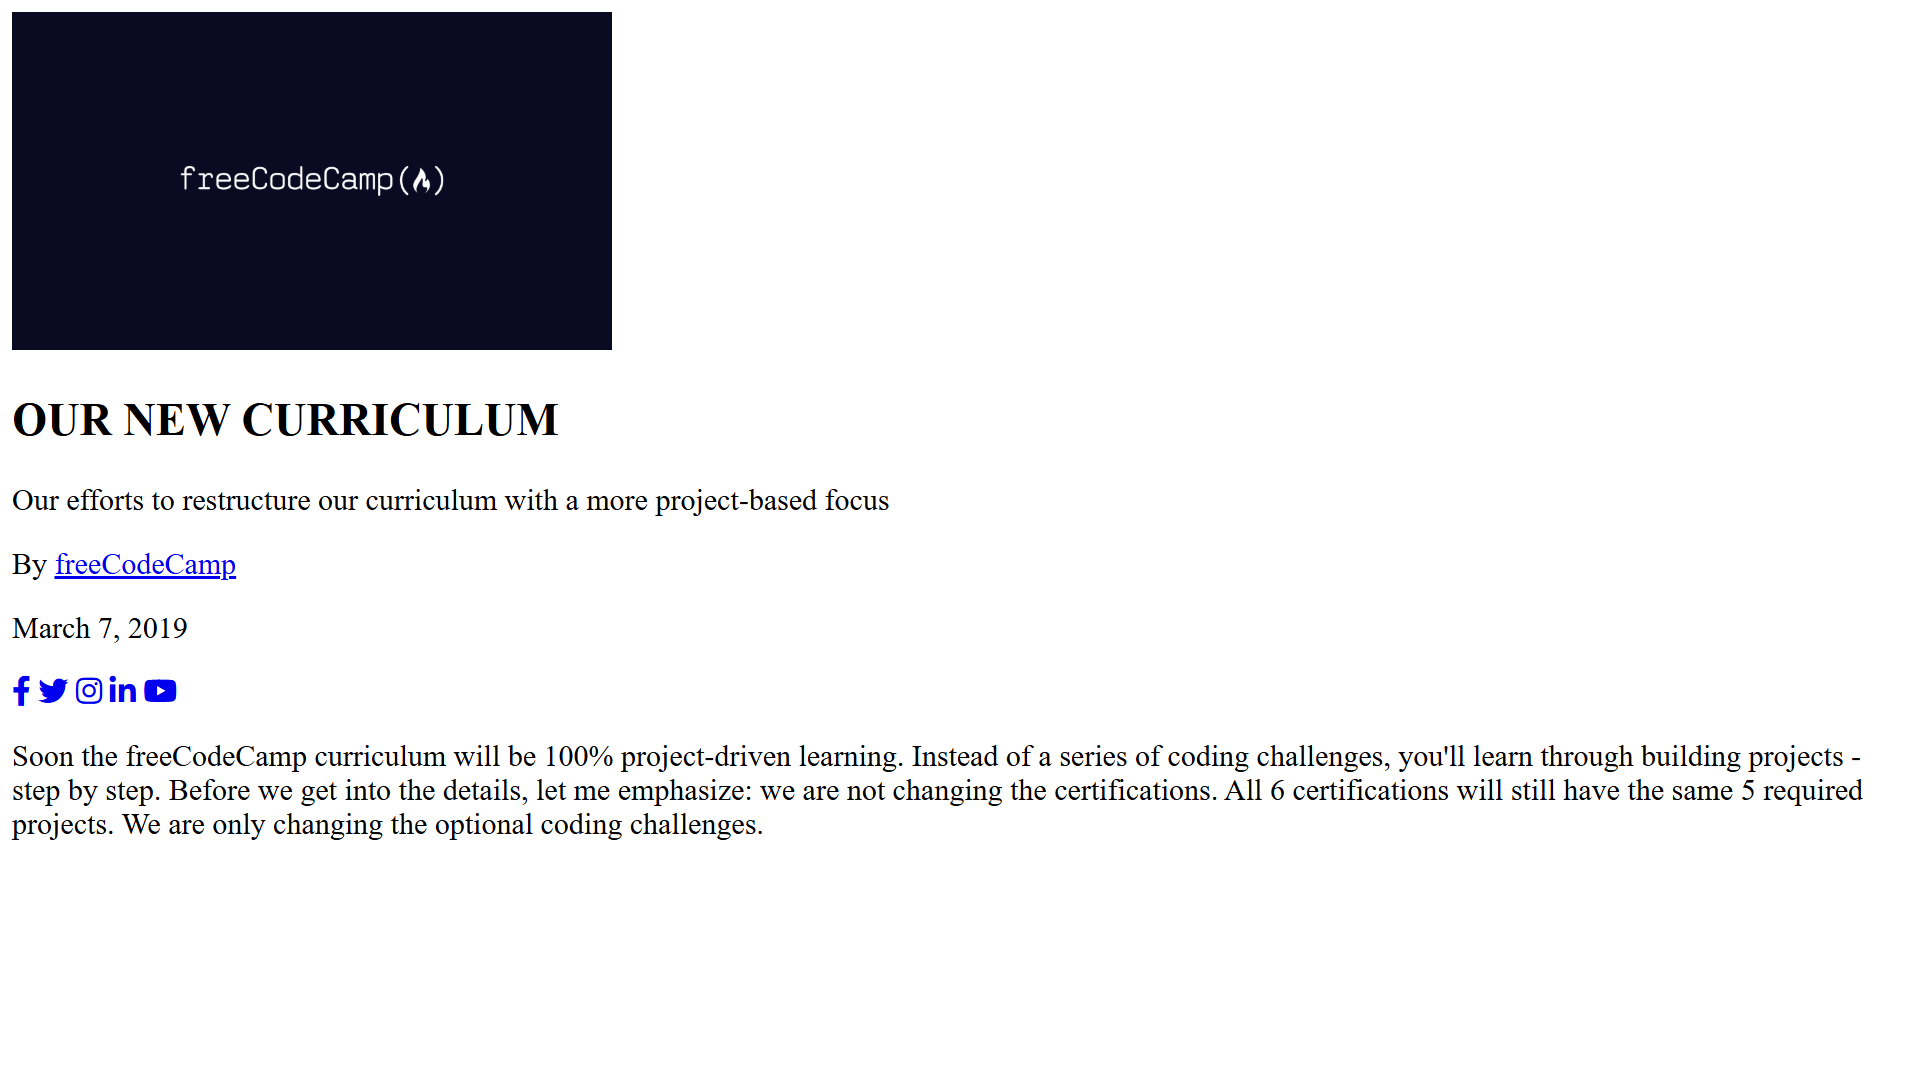 freeCodeCamp(🔥)
OUR NEW CURRICULUM
Our efforts to restructure our curriculum with a more project-based focus
By freeCodeCamp
March 7, 2019
Soon the freeCodeCamp curriculum will be 100% project-driven learning. Instead of a series of coding challenges, you'll learn through building projects -
step by step. Before we get into the details, let me emphasize: we are not changing the certifications. All 6 certifications will still have the same 5 required
projects. We are only changing the optional coding challenges.